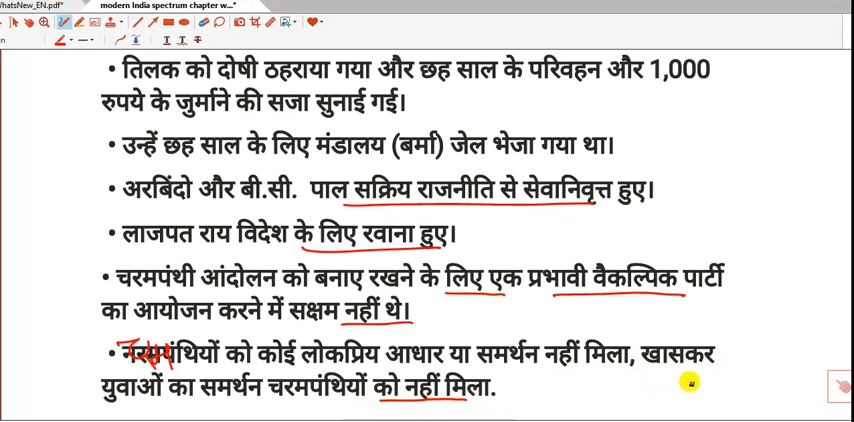 WhatsNew_EN.pdf*
modern India spectrum chapter w...*
• तिलक को दोषी ठहराया गया और छह साल के परिवहन और 1,000
रुपये के जुर्माने की सजा सुनाई गई।
• उन्हें छह साल के लिए मंडालय (बर्मा) जेल भेजा गया था।
• अरबिंदो और बी.सी. पाल सक्रिय राजनीति से सेवानिवृत्त हुए।
• लाजपत राय विदेश के लिए रवाना हुए।
• चरमपंथी आंदोलन को बनाए रखने के लिए एक प्रभावी वैकल्पिक पार्टी
का आयोजन करने में सक्षम नहीं थे।
• नरमपंथियों को कोई लोकप्रिय आधार या समर्थन नहीं मिला, खासकर
युवाओं का समर्थन चरमपंथियों को नहीं मिला.